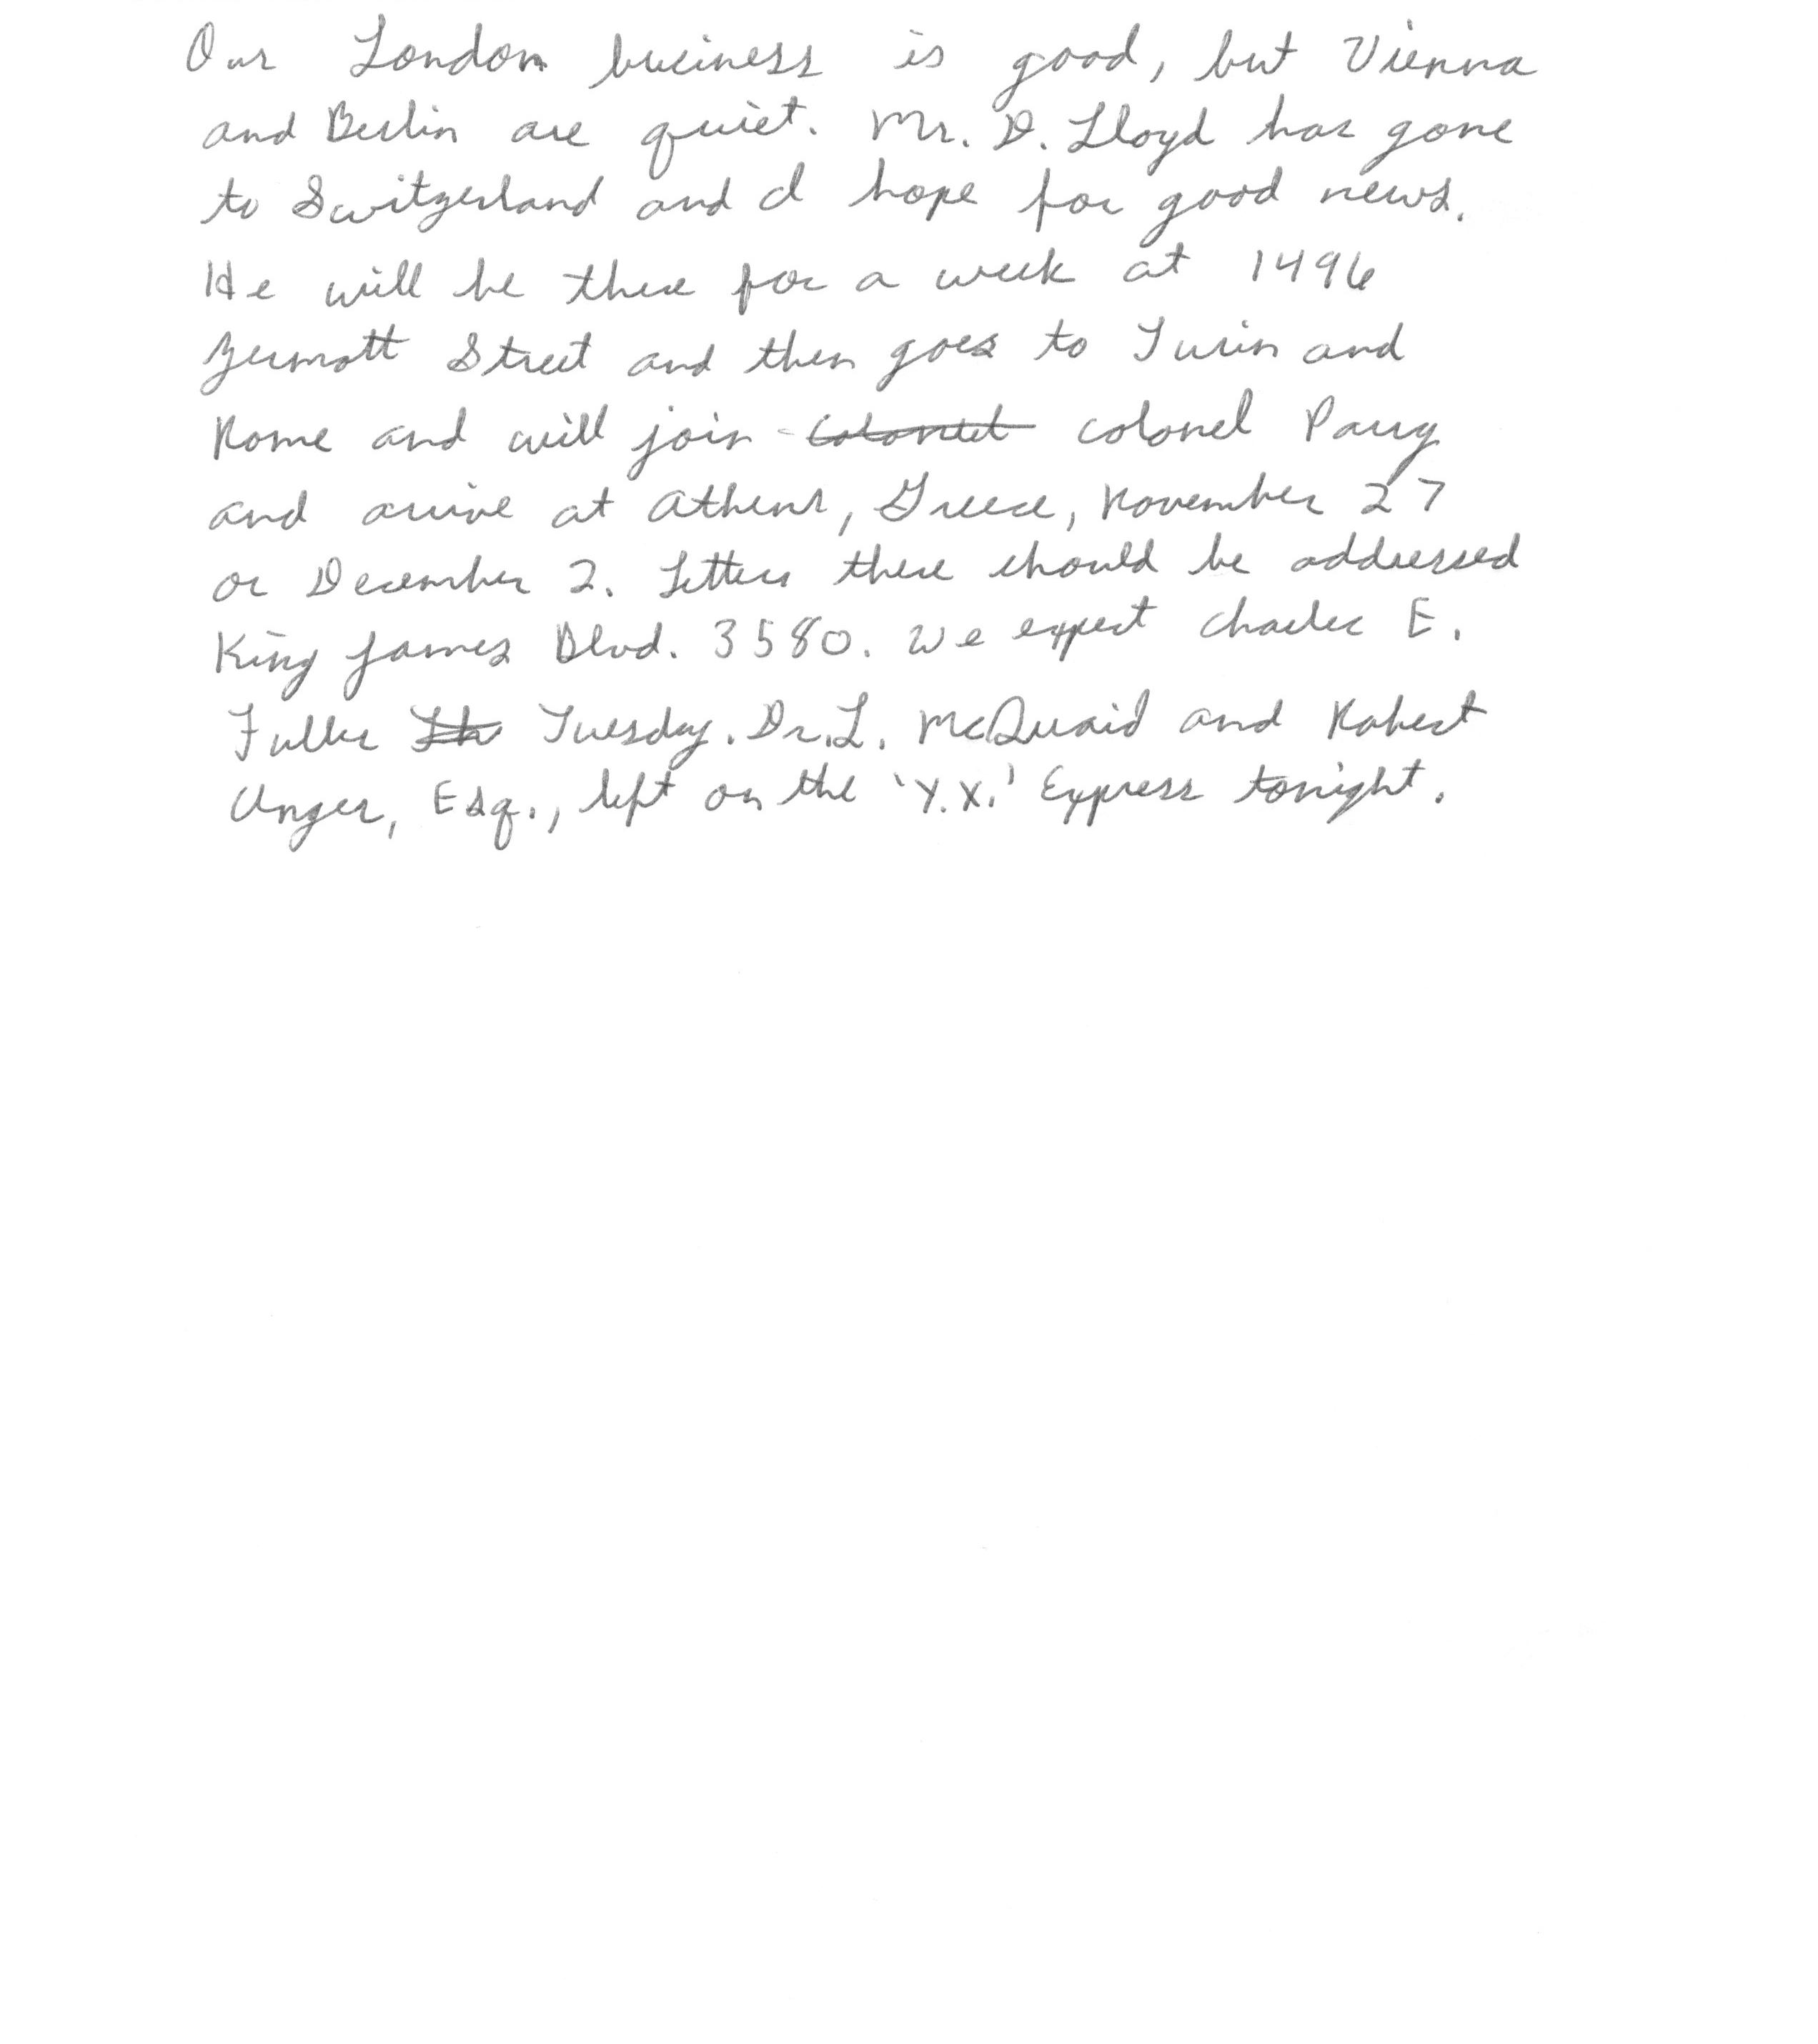 Our London business is good, but Vienna
and Berlin are quiet. Mr. D. Lloyd has gone
to Switzerland and I hope for good news.
He will be there for a week at 1496
Zermott Street and then goes to Turin and
Rome and will join colonel Parry
and arrive at Athens, Greece, November 27
or December 2. Letters there should be addressed
King James Blvd. 3580. We expect Charles E.
Fuller Tuesday. Dr. L. McQuaid and Robert
Unger, Esq., left on the 'Y.X.' Express tonight.